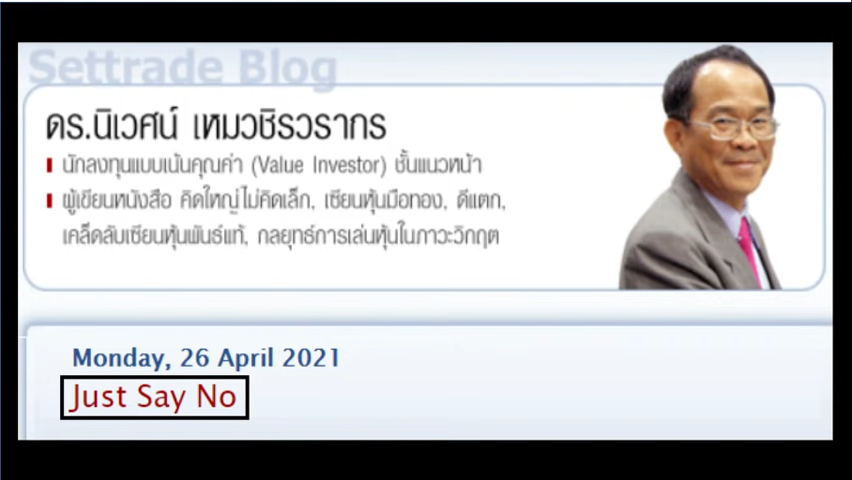 Settrade Blog
ดร.นิเวศน์ เหมวชิรวรากร
นักลงทุนแบบเน้นคุณค่า (Value Investor) ชั้นแนวหน้า
ผู้เขียนหนังสือ คิดใหญ่ไม่คิดเล็ก, เซียนหุ้นมือทอง, ตีแตก,
เคล็ดลับเซียนหุ้นพันธ์แท้, กลยุทธ์การเล่นหุ้นในภาวะวิกฤต
Monday, 26 April 2021
Just Say No